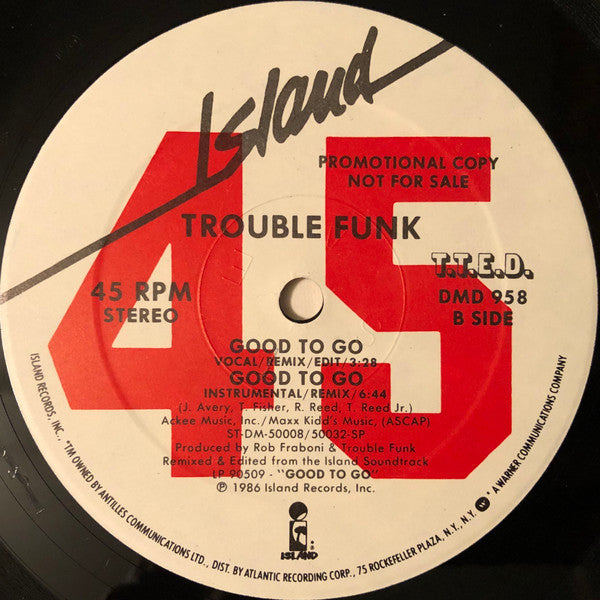 Island
45
PROMOTIONAL COPY
NOT FOR SALE
TROUBLE FUNK
45 RPM
STEREO
T.T.E.D.
DMD 958
B SIDE
GOOD TO GO
VOCAL/REMIX/EDIT/3:28
GOOD TO GO
INSTRUMENTAL/REMIX/6:44
(J. Avery, T. Fisher, R. Reed, T. Reed Jr.)
Ackee Music, Inc./Maxx Kidd's Music, (ASCAP)
ST-DM-50008/50032-SP
Produced by Rob Fraboni & Trouble Funk
Remixed & Edited from the Island Soundtrack
LP 90509 - "GOOD TO GO"
℗ 1986 Island Records, Inc.
ISLAND
ISLAND RECORDS, INC., *TM OWNED BY ANTILLES COMMUNICATIONS LTD., DIST. BY ATLANTIC RECORDING CORP., 75 ROCKEFELLER PLAZA, N.Y., N.Y. A WARNER COMMUNICATIONS COMPANY